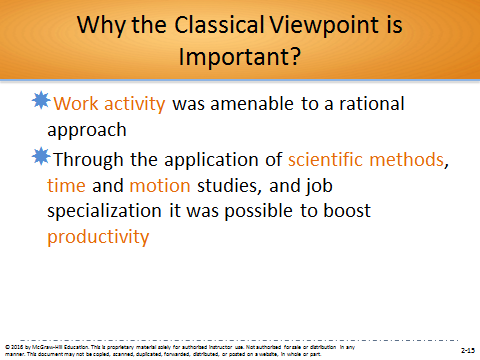 Why the Classical Viewpoint is
Important?
Work activity was amenable to a rational
approach
Through the application of scientific methods,
time and motion studies, and job
specialization it was possible to boost
productivity
© 2016 by McGraw-Hill Education. This is proprietary material solely for authorized instructor use. Not authorized for sale or distribution in any
manner. This document may not be copied, scanned, duplicated, forwarded, distributed, or posted on a website, in whole or part.
2-15